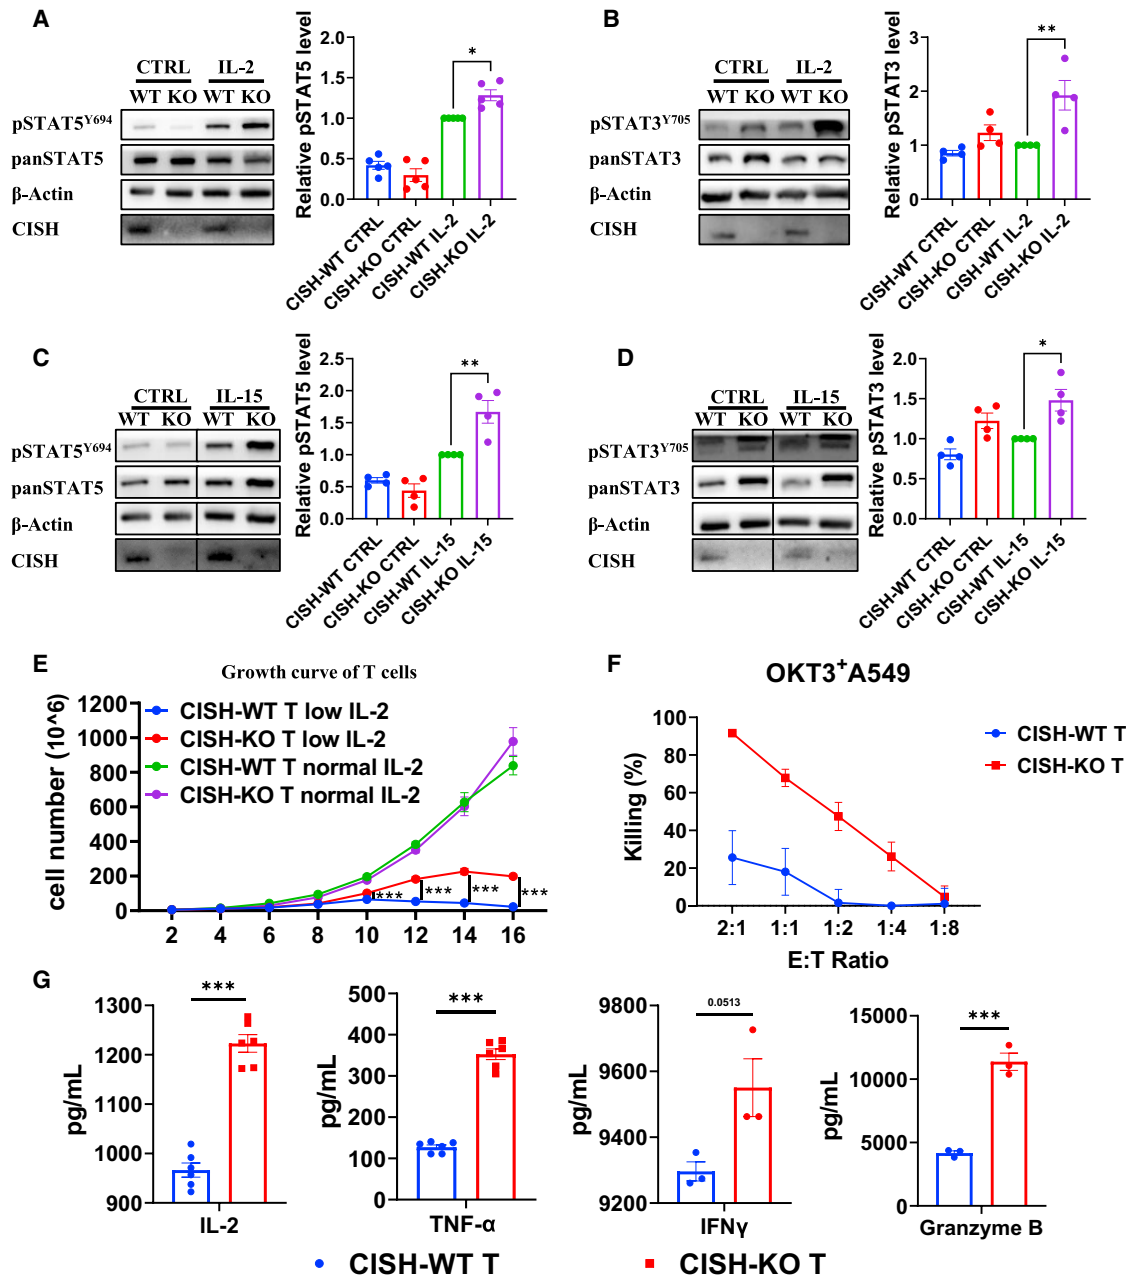 A
CTRL IL-2
WT KO WT KO
pSTAT5Y694
panSTAT5
β-Actin
CISH
Relative pSTAT5 level
2.0
1.5
1.0
0.5
0.0
*
CISH-WT CTRL
CISH-KO CTRL
CISH-WT IL-2
CISH-KO IL-2
B
CTRL IL-2
WT KO WT KO
pSTAT3Y705
panSTAT3
β-Actin
CISH
Relative pSTAT3 level
3
2
1
0
**
CISH-WT CTRL
CISH-KO CTRL
CISH-WT IL-2
CISH-KO IL-2
C
CTRL IL-15
WT KO WT KO
pSTAT5Y694
panSTAT5
β-Actin
CISH
Relative pSTAT5 level
2.5
2.0
1.5
1.0
0.5
0.0
**
CISH-WT CTRL
CISH-KO CTRL
CISH-WT IL-15
CISH-KO IL-15
D
CTRL IL-15
WT KO WT KO
pSTAT3Y705
panSTAT3
β-Actin
CISH
Relative pSTAT3 level
2.0
1.5
1.0
0.5
0.0
*
CISH-WT CTRL
CISH-KO CTRL
CISH-WT IL-15
CISH-KO IL-15
E
Growth curve of T cells
cell number (10^6)
1200
1000
800
600
400
200
0
CISH-WT T low IL-2
CISH-KO T low IL-2
CISH-WT T normal IL-2
CISH-KO T normal IL-2
*** *** *** ***
2 4 6 8 10 12 14 16
F
OKT3+A549
Killing (%)
100
80
60
40
20
0
CISH-WT T
CISH-KO T
2:1 1:1 1:2 1:4 1:8
E:T Ratio
G
pg/mL
1300
1200
1100
1000
900
***
IL-2
pg/mL
500
400
300
200
100
0
***
TNF-α
pg/mL
9800
9600
9400
9200
0.0513
IFNγ
pg/mL
15000
10000
5000
0
***
Granzyme B
CISH-WT T CISH-KO T